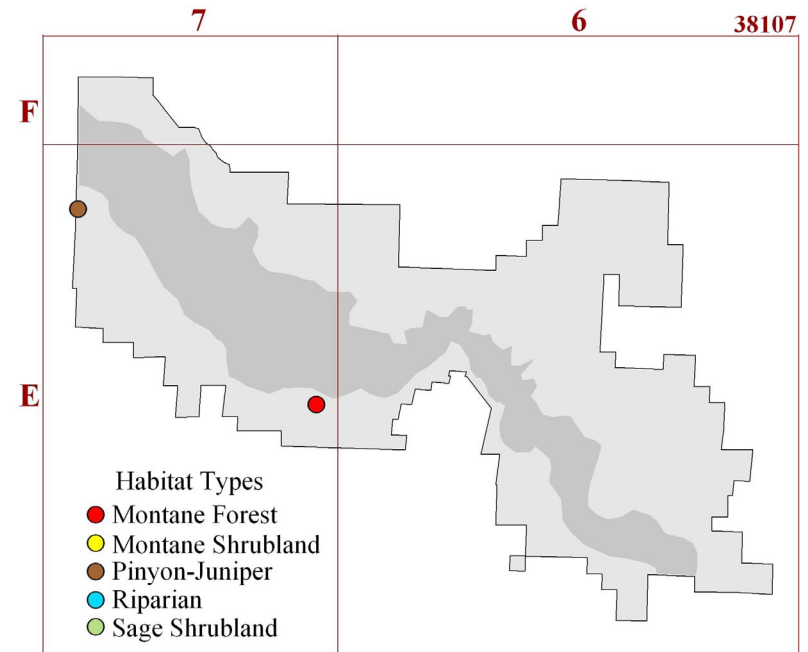 7 6 38107
F
E
Habitat Types
Montane Forest
Montane Shrubland
Pinyon-Juniper
Riparian
Sage Shrubland